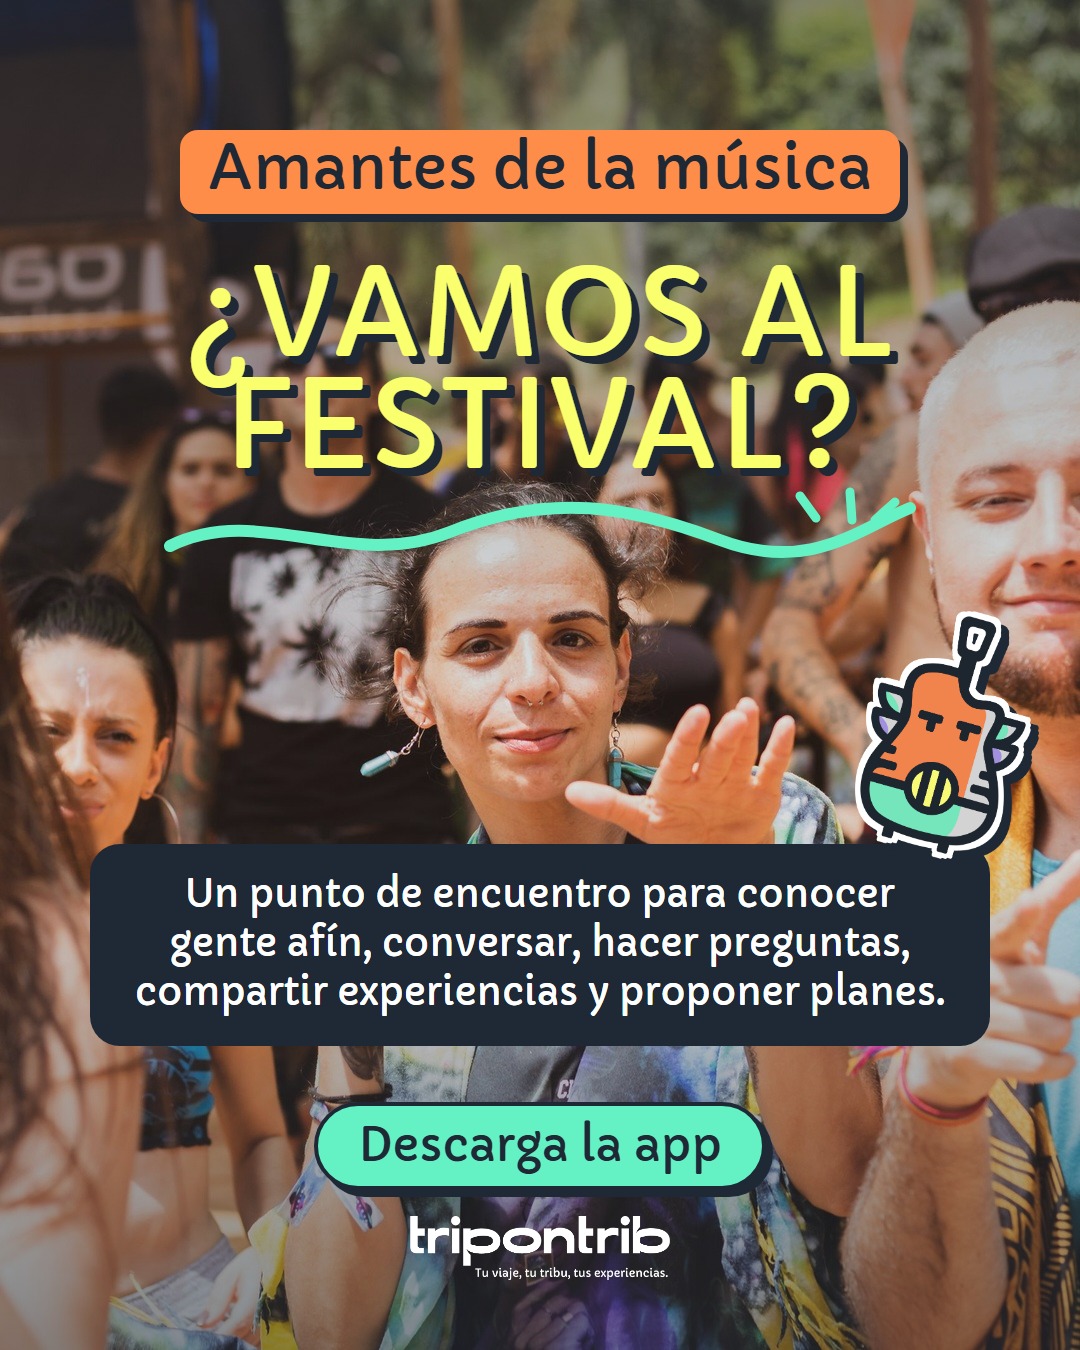 Amantes de la música
¿VAMOS AL
FESTIVAL?
60
Un punto de encuentro para conocer
gente afín, conversar, hacer preguntas,
compartir experiencias y proponer planes.
Descarga la app
tripontrib
Tu viaje, tu tribu, tus experiencias.